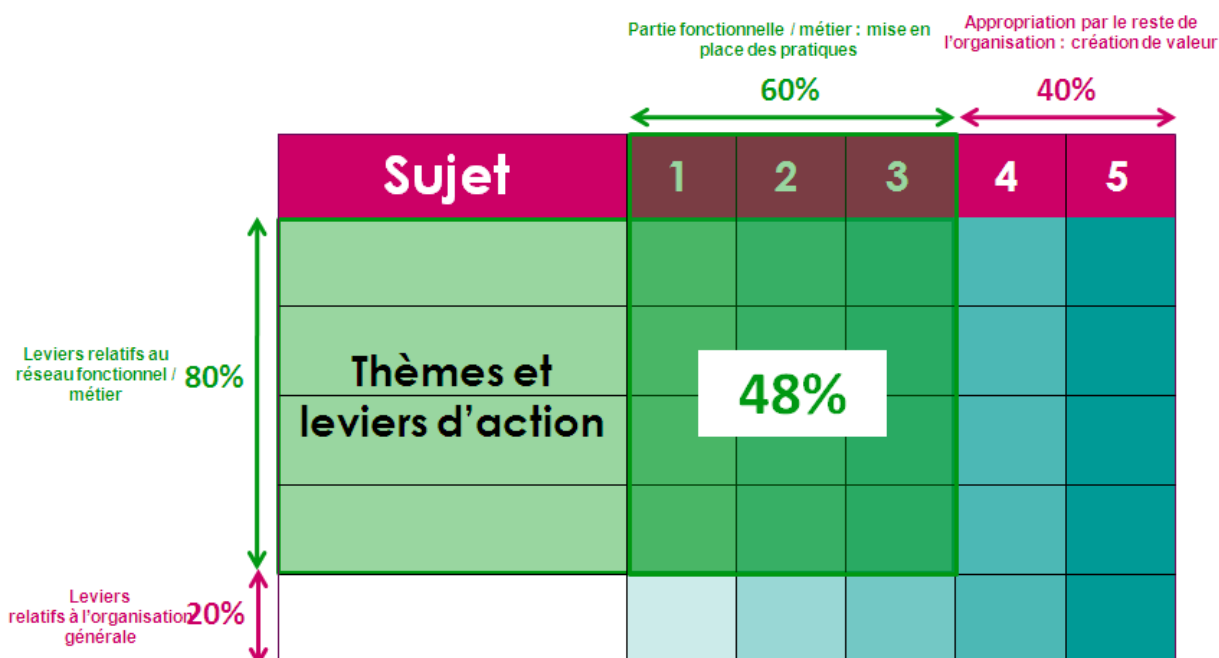 Partie fonctionnelle / métier : mise en
place des pratiques
60%
Appropriation par le reste de
l'organisation : création de valeur
40%
Sujet 1 2 3 4 5
Leviers relatifs au
réseau fonctionnel /
métier
80%
Thèmes et
leviers d'action
48%
Leviers
relatifs à l'organisation
générale
20%